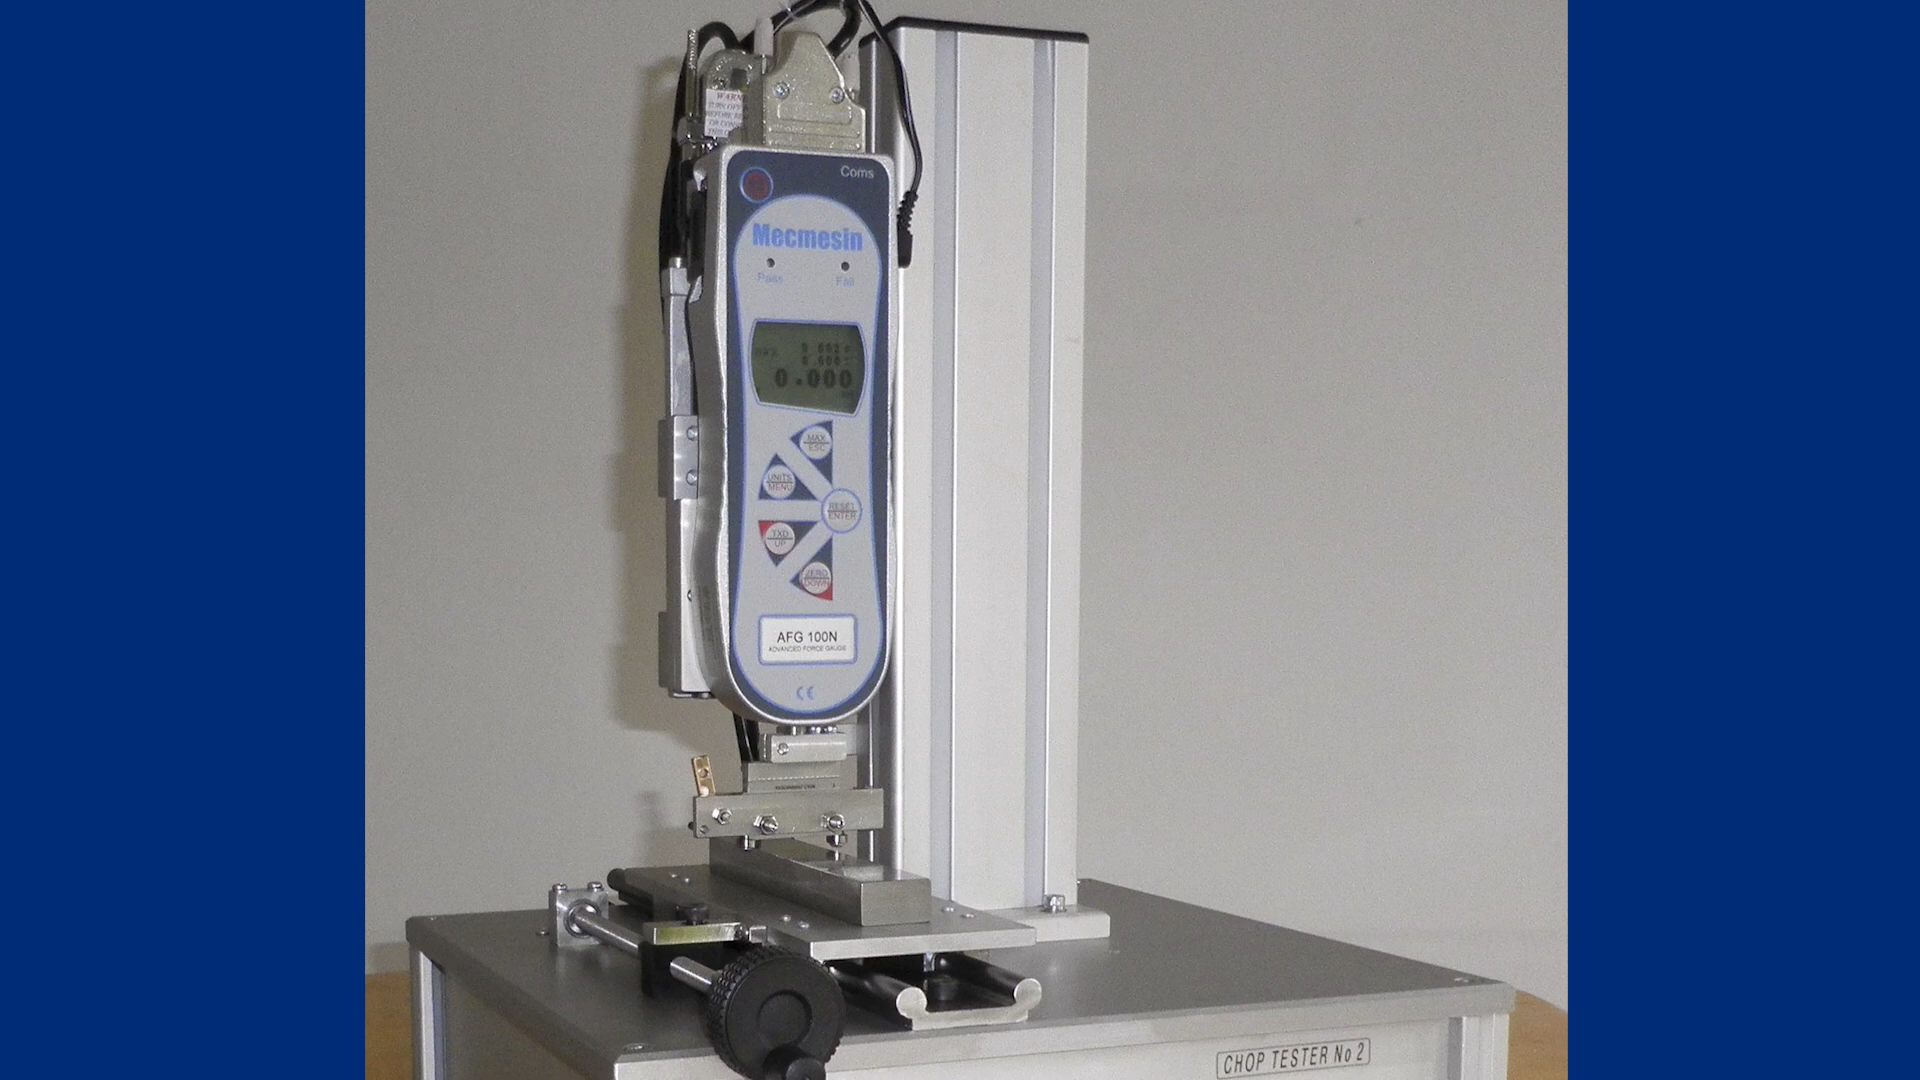 WARN
Coms
Mecmesin
Pass Fail
0.000
MAX
ESC
UNITS
MENU
RESET
ENTER
TXD
UP
ZERO
DOWN
AFG 100N
ADVANCED FORCE GAUGE
CE
CHOP TESTER No 2